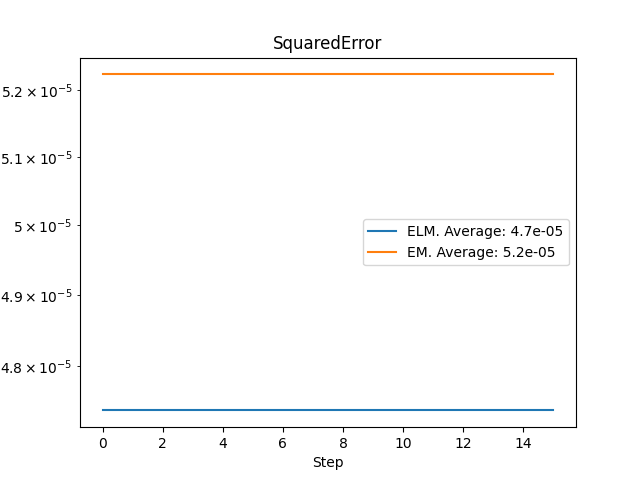 SquaredError
5.2 × 10⁻⁵
5.1 × 10⁻⁵
5 × 10⁻⁵
4.9 × 10⁻⁵
4.8 × 10⁻⁵
ELM. Average: 4.7e-05
EM. Average: 5.2e-05
0 2 4 6 8 10 12 14
Step